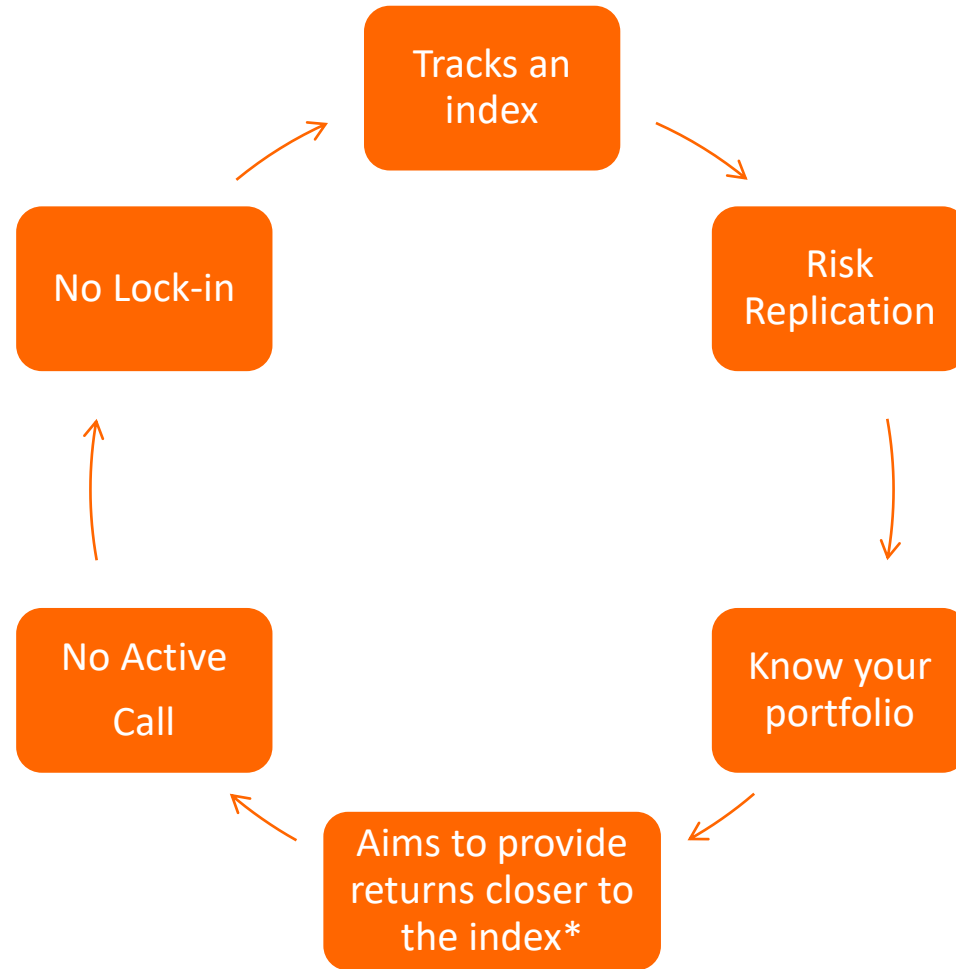 Tracks an
index
Risk
Replication
Know your
portfolio
Aims to provide
returns closer to
the index*
No Active
Call
No Lock-in